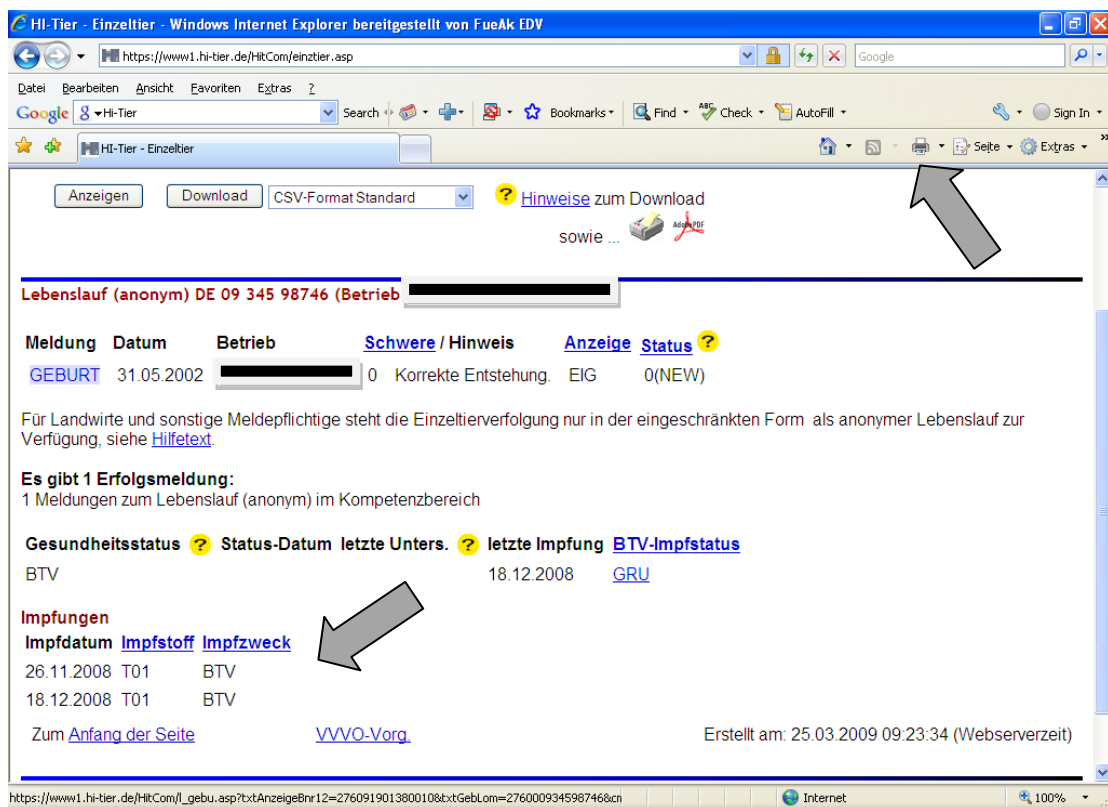 HI-Tier - Einzeltier - Windows Internet Explorer bereitgestellt von FueAk EDV
https://www1.hi-tier.de/HitCom/einztier.asp
Google
Datei Bearbeiten Ansicht Favoriten Extras ?
Google Hi-Tier Search Bookmarks Find ABC Check AutoFill Sign In
HI-Tier - Einzeltier Seite Extras »
Anzeigen Download CSV-Format Standard ? Hinweise zum Download
sowie ... Adobe PDF
Lebenslauf (anonym) DE 09 345 98746 (Betrieb
Meldung Datum Betrieb Schwere / Hinweis Anzeige Status ?
GEBURT 31.05.2002 0 Korrekte Entstehung. EIG 0(NEW)
Für Landwirte und sonstige Meldepflichtige steht die Einzeltierverfolgung nur in der eingeschränkten Form als anonymer Lebenslauf zur
Verfügung, siehe Hilfetext.
Es gibt 1 Erfolgsmeldung:
1 Meldungen zum Lebenslauf (anonym) im Kompetenzbereich
Gesundheitsstatus ? Status-Datum letzte Unters. ? letzte Impfung BTV-Impfstatus
BTV 18.12.2008 GRU
Impfungen
Impfdatum Impfstoff Impfzweck
26.11.2008 T01 BTV
18.12.2008 T01 BTV
Zum Anfang der Seite VVVO-Vorg. Erstellt am: 25.03.2009 09:23:34 (Webserverzeit)
https://www1.hi-tier.de/HitCom/l_gebu.asp?txtAnzeigeBnr12=276091901380010&txtGebLom=276000934598746&cn Internet 100%